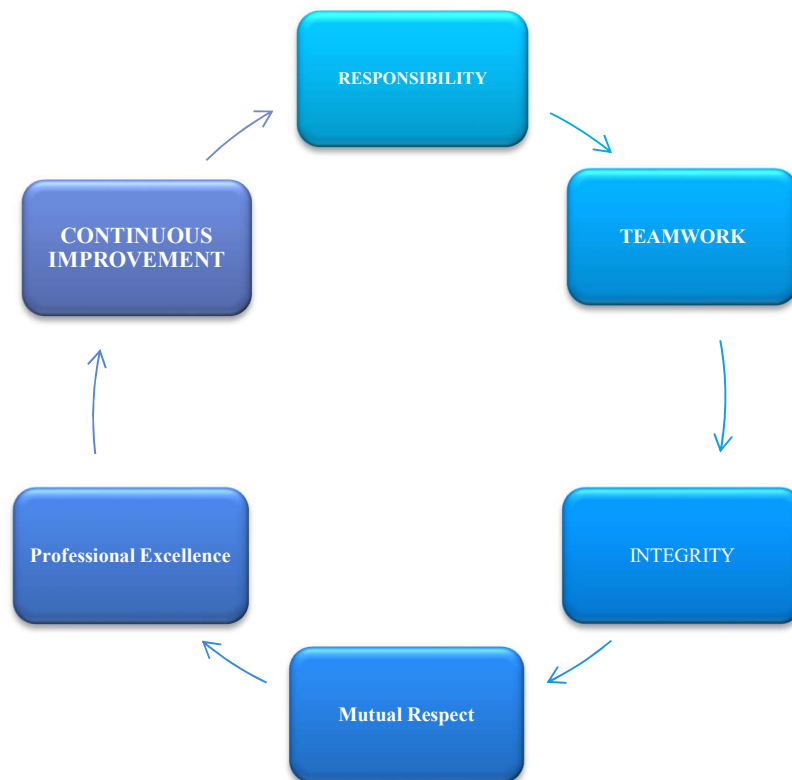 RESPONSIBILITY
TEAMWORK
INTEGRITY
Mutual Respect
Professional Excellence
CONTINUOUS
IMPROVEMENT